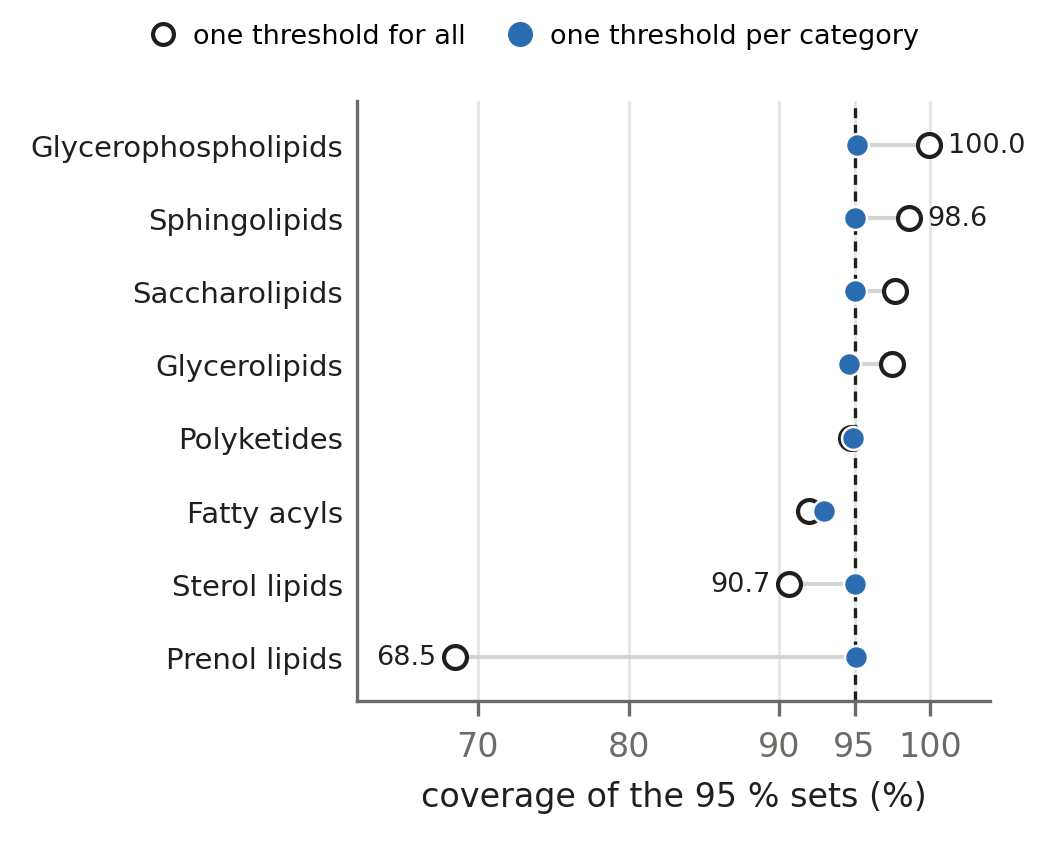 one threshold for all one threshold per category
Glycerophospholipids 100.0
Sphingolipids 98.6
Saccharolipids
Glycerolipids
Polyketides
Fatty acyls
Sterol lipids 90.7
Prenol lipids 68.5
70 80 90 95 100
coverage of the 95 % sets (%)